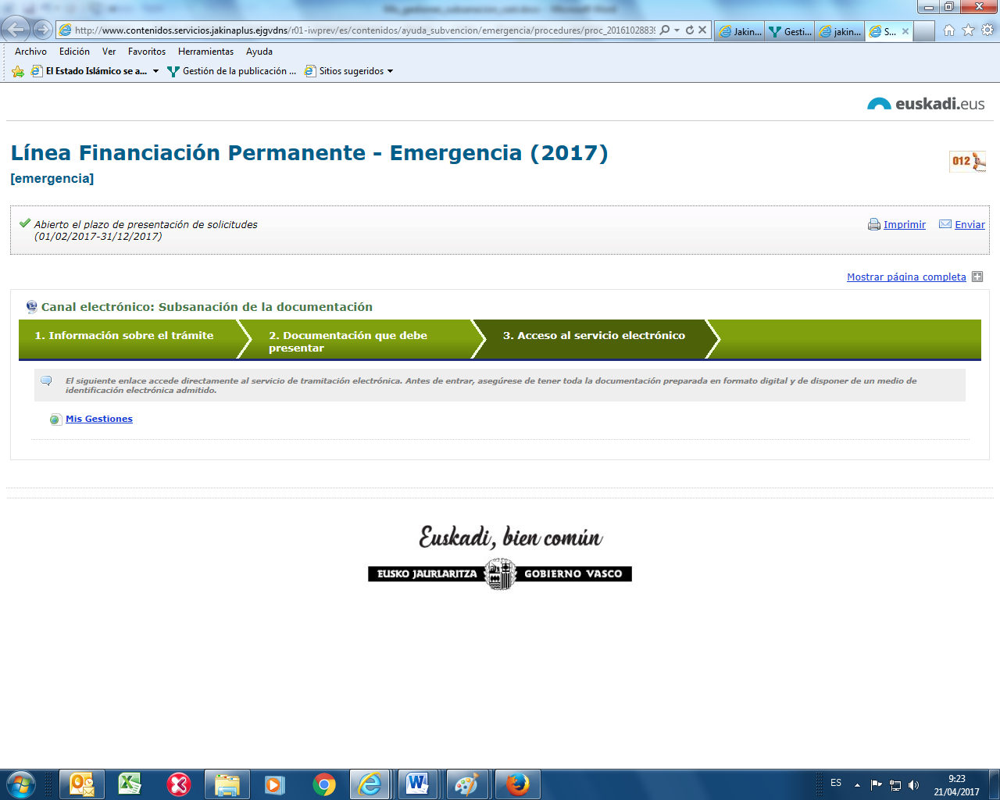 http://www.contenidos.servicios.jakinaplus.ejgvdns/r01-iwprev/es/contenidos/ayuda_subvencion/emergencia/procedures/proc_20161028839
Jakin...
Gesti...
jakin...
S...
Archivo Edición Ver Favoritos Herramientas Ayuda
El Estado Islámico se a... Gestión de la publicación ... Sitios sugeridos
euskadi.eus
Línea Financiación Permanente - Emergencia (2017)
012
[emergencia]
Abierto el plazo de presentación de solicitudes
(01/02/2017-31/12/2017)
Imprimir Enviar
Mostrar página completa
Canal electrónico: Subsanación de la documentación
1. Información sobre el trámite
2. Documentación que debe
presentar
3. Acceso al servicio electrónico
El siguiente enlace accede directamente al servicio de tramitación electrónica. Antes de entrar, asegúrese de tener toda la documentación preparada en formato digital y de disponer de un medio de
identificación electrónica admitido.
Mis Gestiones
Euskadi, bien común
EUSKO JAURLARITZA GOBIERNO VASCO
ES
9:23
21/04/2017